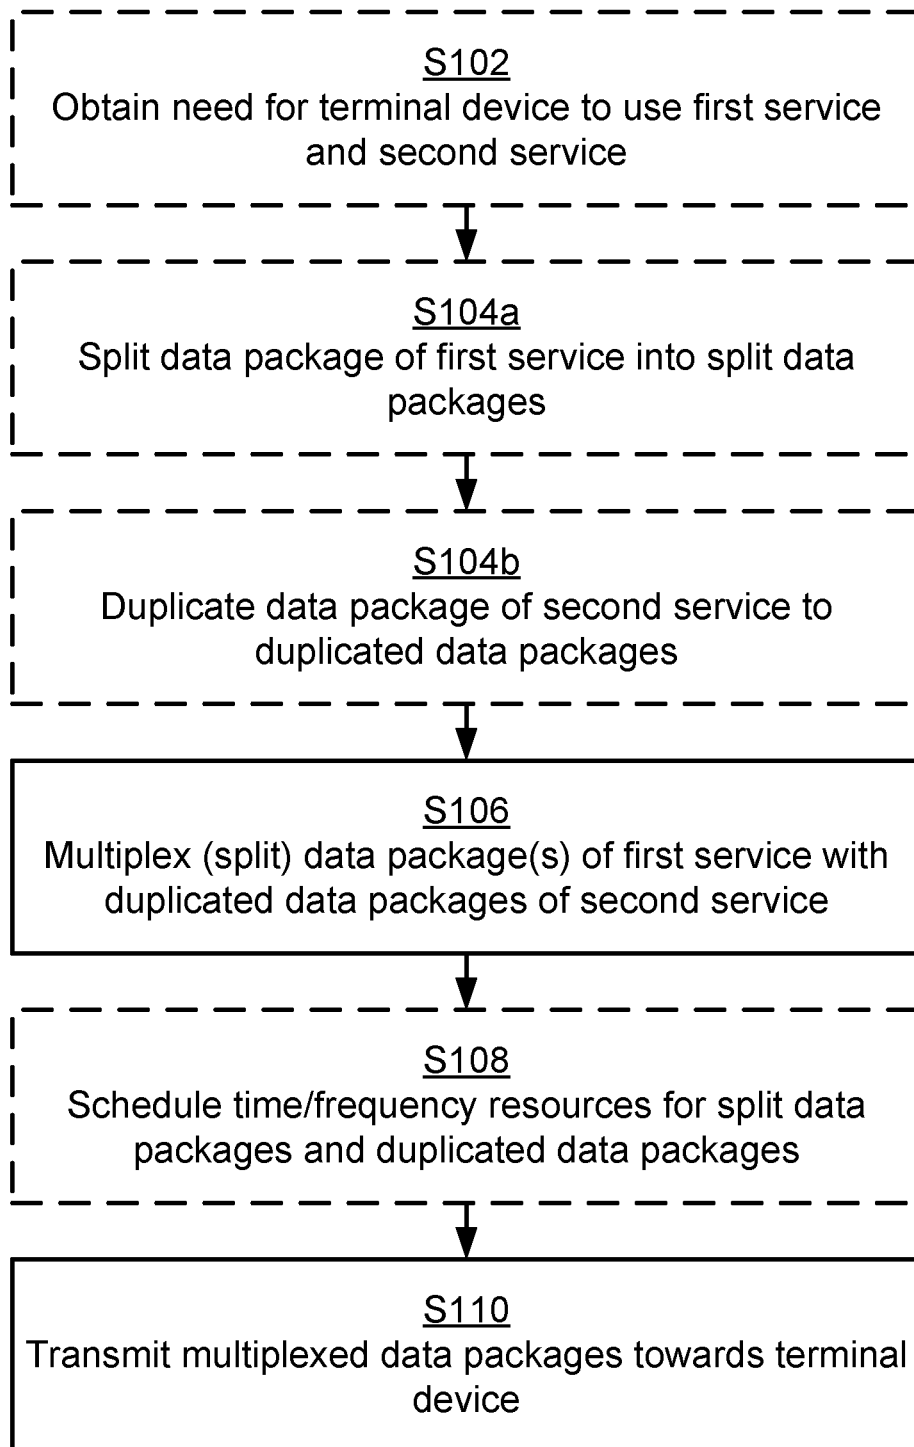 S102
Obtain need for terminal device to use first service
and second service
S104a
Split data package of first service into split data
packages
S104b
Duplicate data package of second service to
duplicated data packages
S106
Multiplex (split) data package(s) of first service with
duplicated data packages of second service
S108
Schedule time/frequency resources for split data
packages and duplicated data packages
S110
Transmit multiplexed data packages towards terminal
device